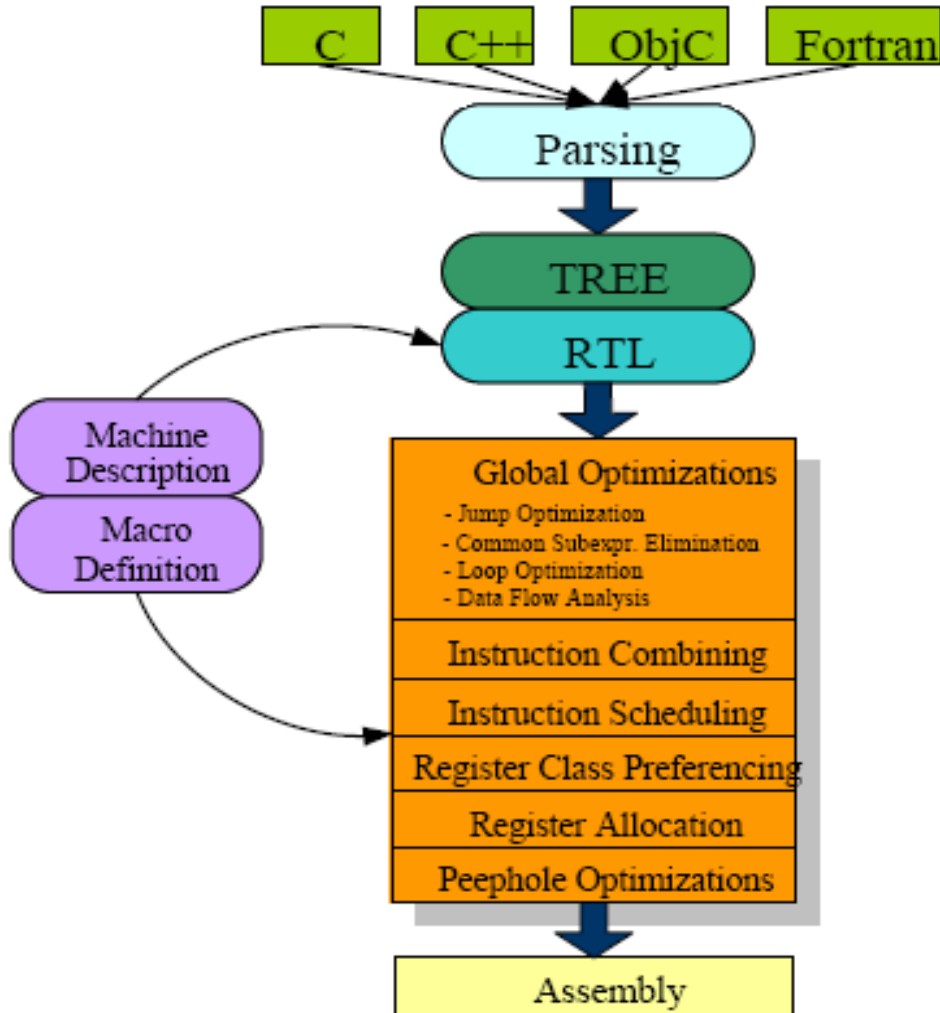 C
C++
ObjC
Fortran
Parsing
TREE
RTL
Machine
Description
Macro
Definition
Global Optimizations
- Jump Optimization
- Common Subexpr. Elimination
- Loop Optimization
- Data Flow Analysis
Instruction Combining
Instruction Scheduling
Register Class Preferencing
Register Allocation
Peephole Optimizations
Assembly